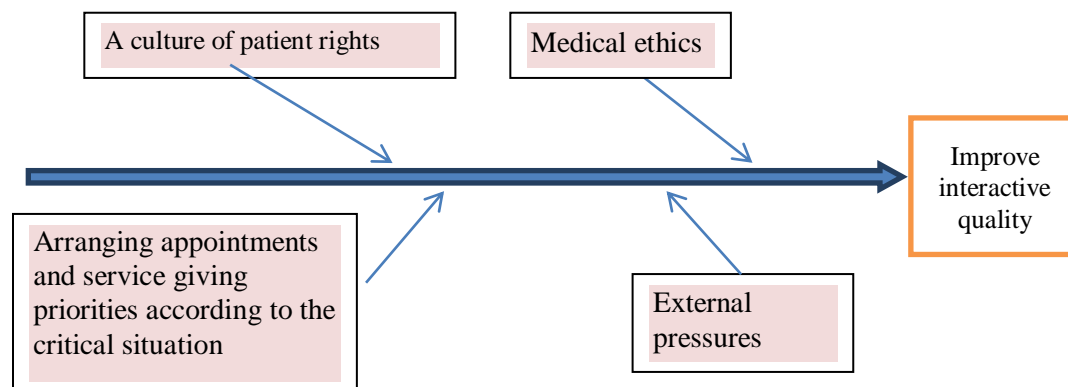 A culture of patient rights
Medical ethics
Improve
interactive
quality
Arranging appointments
and service giving
priorities according to the
critical situation
External
pressures